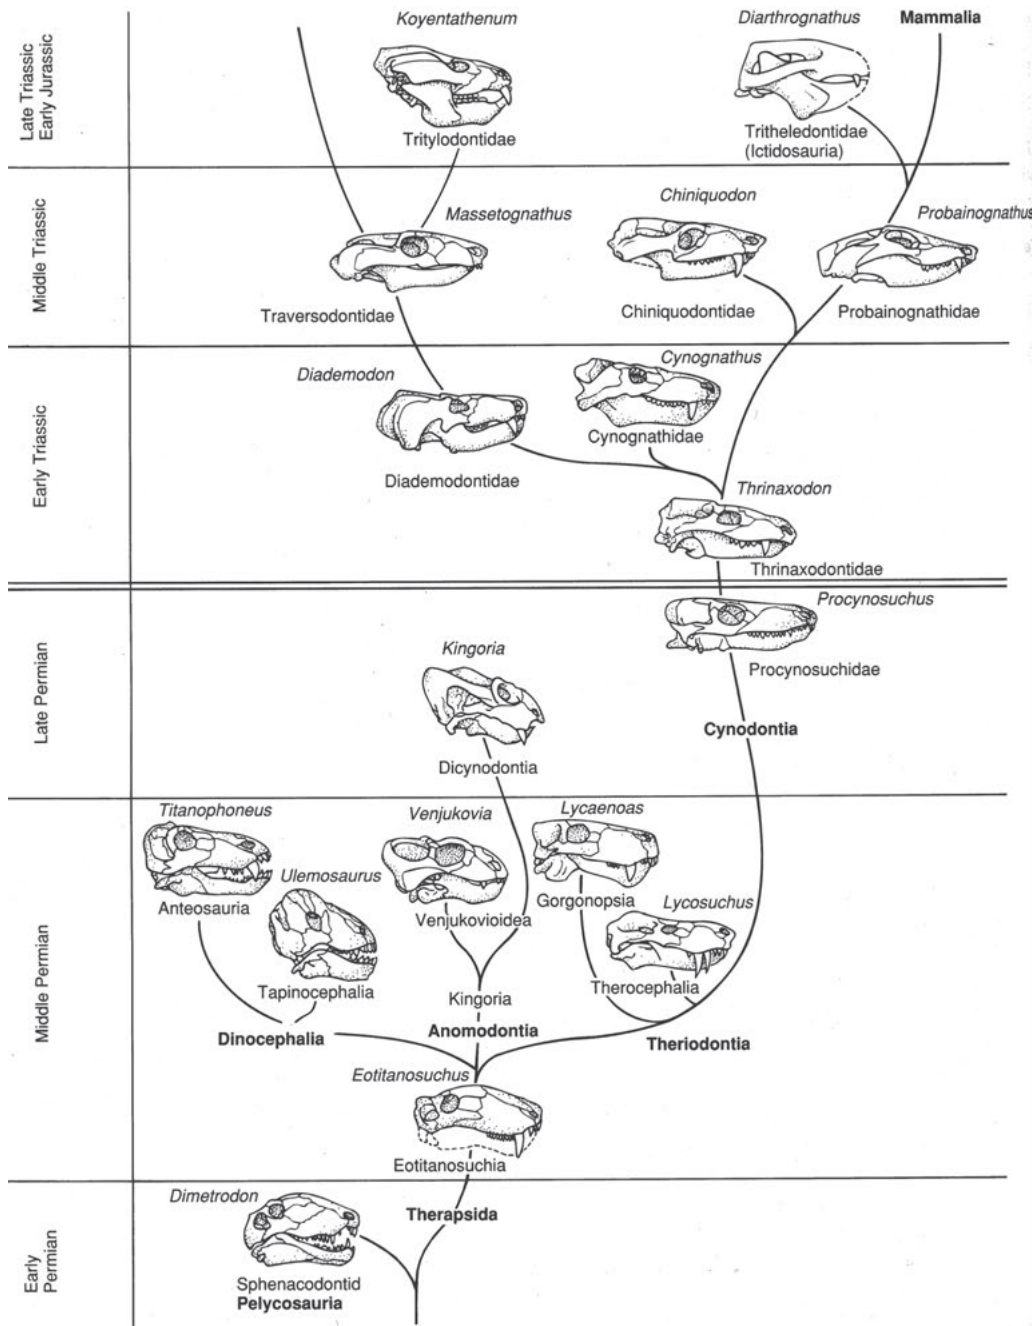 Late Triassic
Early Jurassic
Koyentathenum
Diarthrognathus
Mammalia
Tritylodontidae
Tritheledontidae
(Ictidosauria)
Middle Triassic
Massetognathus
Chiniquodon
Probainognathus
Traversodontidae
Chiniquodontidae
Probainognathidae
Early Triassic
Diademodon
Cynognathus
Cynognathidae
Diademodontidae
Thrinaxodon
Thrinaxodontidae
Late Permian
Procynosuchus
Kingoria
Procynosuchidae
Cynodontia
Dicynodontia
Middle Permian
Titanophoneus
Venjukovia
Lycaenoas
Ulemosaurus
Anteosauria
Gorgonopsia
Lycosuchus
Venjukovioidea
Tapinocephalia
Therocephalia
Kingoria
Dinocephalia
Anomodontia
Theriodontia
Eotitanosuchus
Eotitanosuchia
Early
Permian
Dimetrodon
Therapsida
Sphenacodontid
Pelycosauria